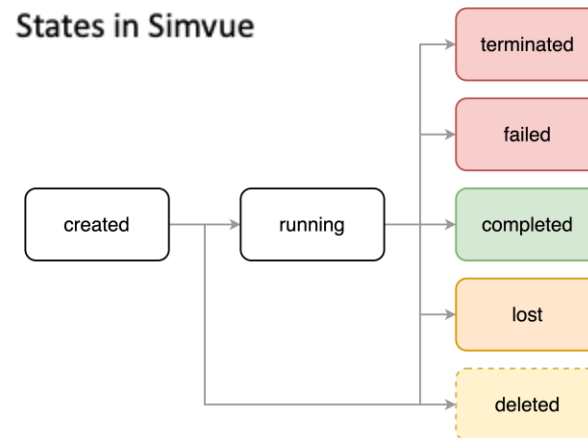 States in Simvue
terminated
failed
created
running
completed
lost
deleted